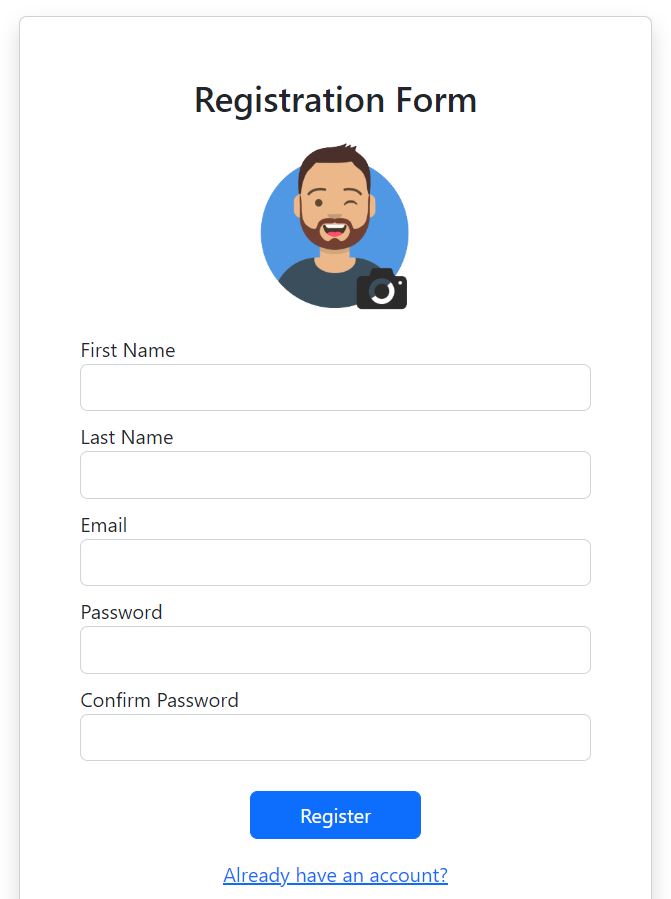 Registration Form
First Name
Last Name
Email
Password
Confirm Password
Register
Already have an account?